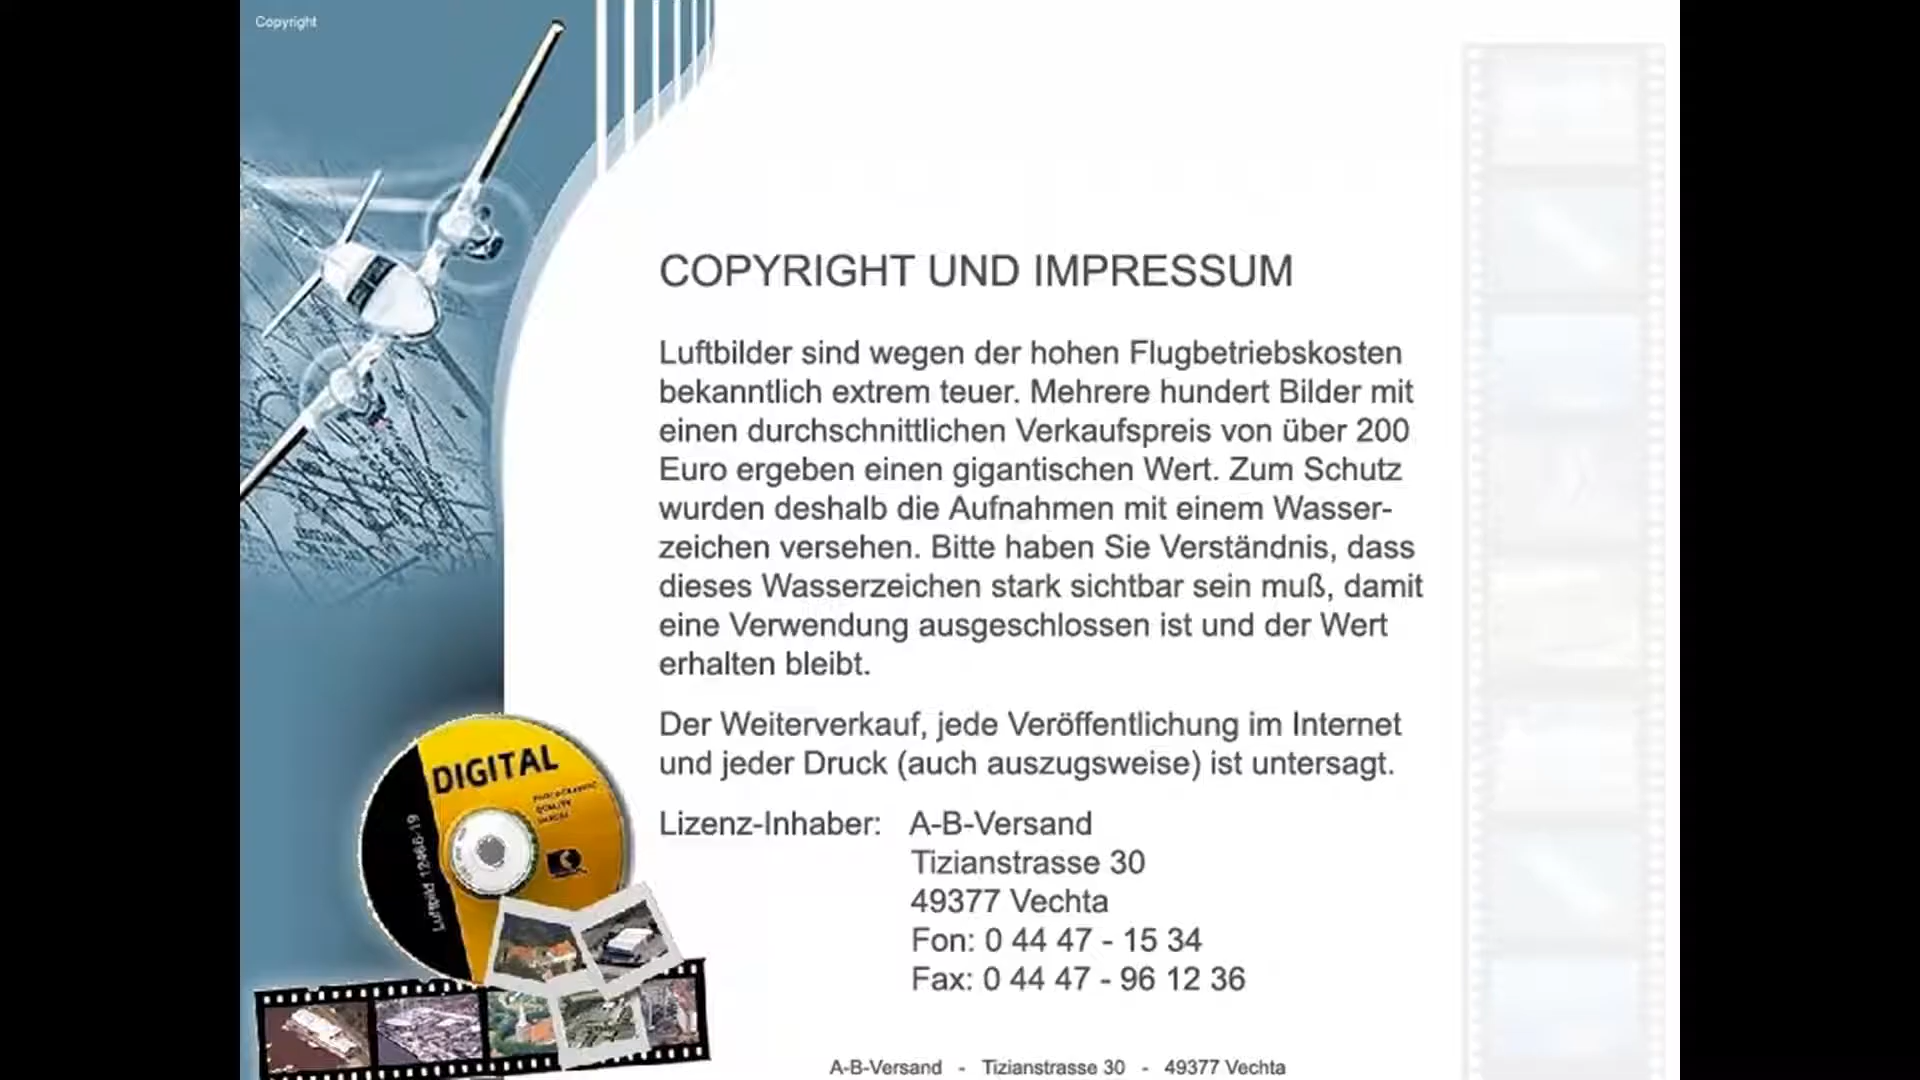 Copyright
COPYRIGHT UND IMPRESSUM
Luftbilder sind wegen der hohen Flugbetriebskosten
bekanntlich extrem teuer. Mehrere hundert Bilder mit
einen durchschnittlichen Verkaufspreis von über 200
Euro ergeben einen gigantischen Wert. Zum Schutz
wurden deshalb die Aufnahmen mit einem Wasser-
zeichen versehen. Bitte haben Sie Verständnis, dass
dieses Wasserzeichen stark sichtbar sein muß, damit
eine Verwendung ausgeschlossen ist und der Wert
erhalten bleibt.
Der Weiterverkauf, jede Veröffentlichung im Internet
und jeder Druck (auch auszugsweise) ist untersagt.
Lizenz-Inhaber: A-B-Versand
Tizianstrasse 30
49377 Vechta
Fon: 0 44 47 - 15 34
Fax: 0 44 47 - 96 12 36
DIGITAL
Luftbild
A-B-Versand - Tizianstrasse 30 - 49377 Vechta